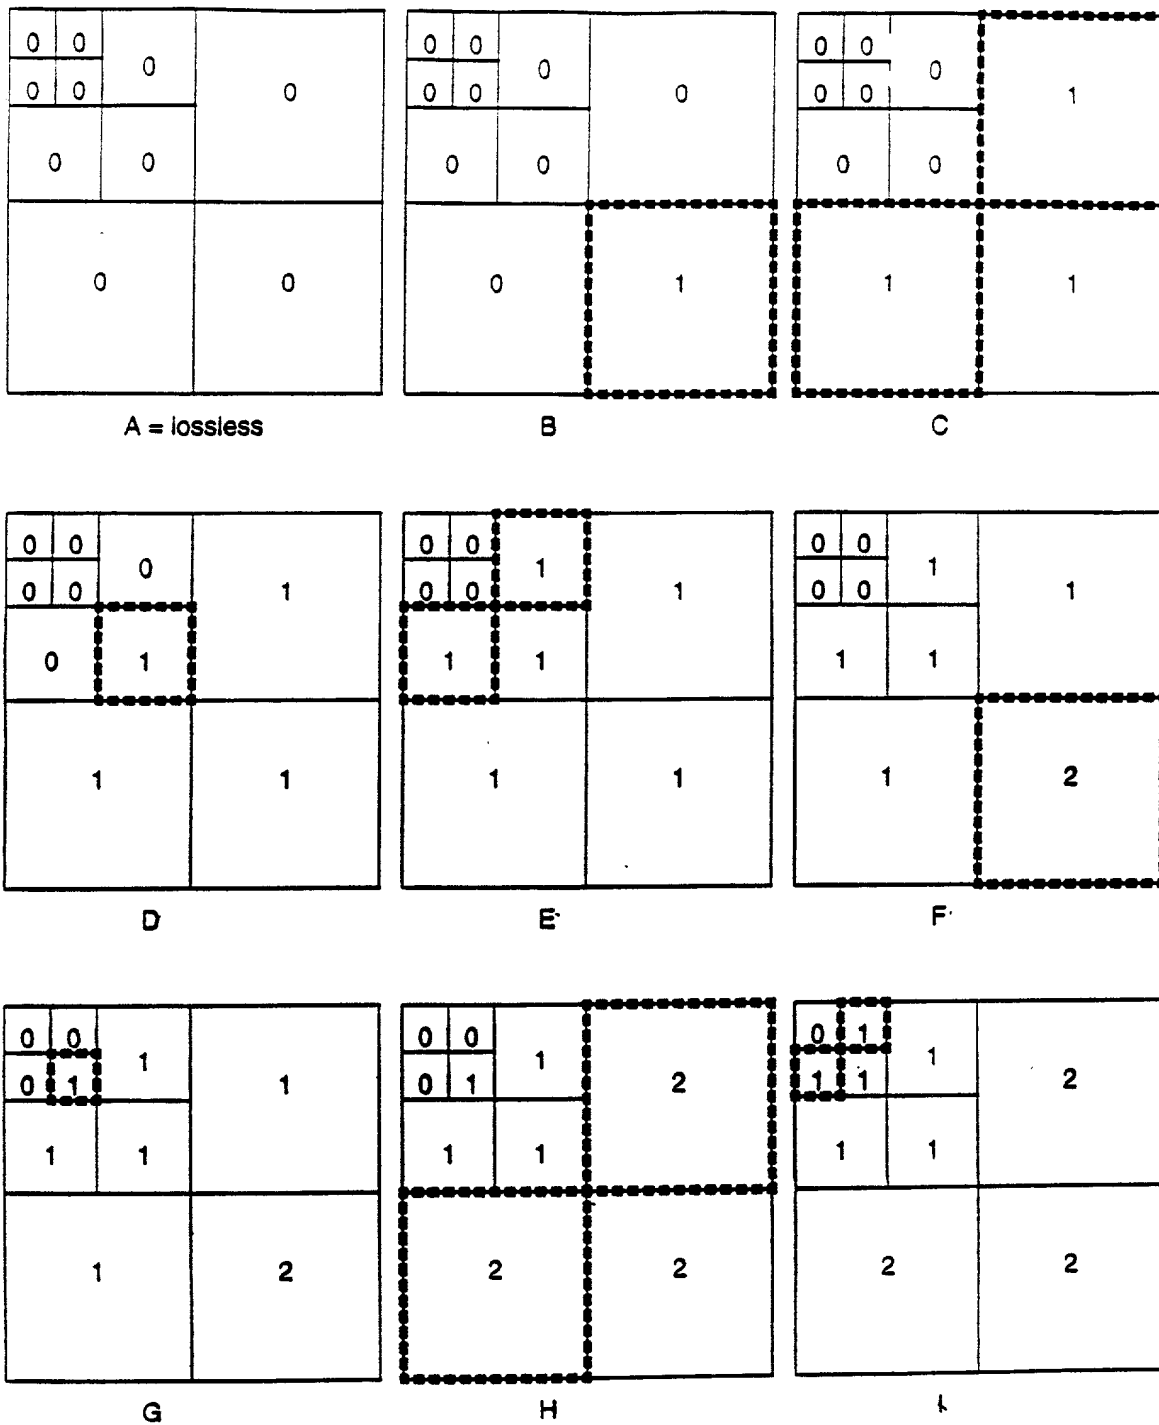 0 0 0 0 0 0 0 1
0 0 0 0 0 0 1
0 0 0 0 0 0
0 0 0 0 0 0
0 0 0 1 1 1
A = lossless B C
0 0 0 0 1 0 0 1
0 1 1 1
0 0 0 0 0 0
0 1 1 1 1 1
1 1 1 1 1 2
D E F
0 0 0 0 0 1
1 1 2 1 2
0 1 0 1 1 1
1 1 1 1 1 1
1 2 2 2 2 2
G H I